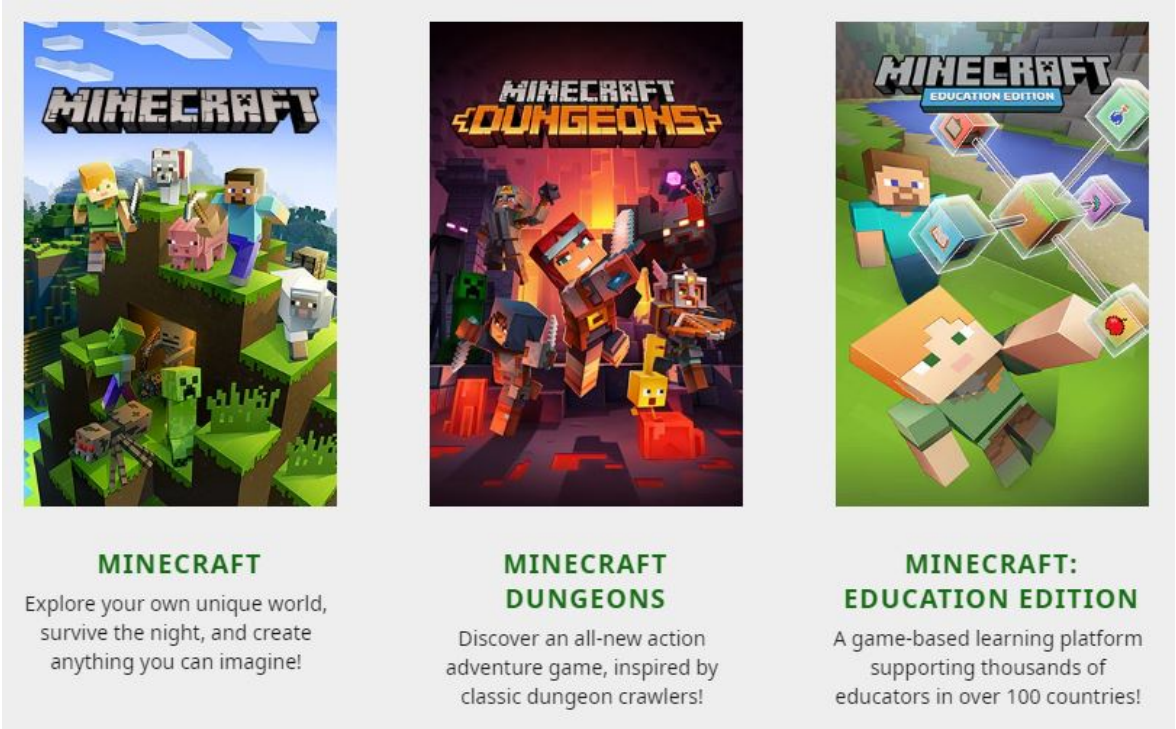 MINECRAFT
MINECRAFT
Explore your own unique world,
survive the night, and create
anything you can imagine!
MINECRAFT
DUNGEONS
MINECRAFT
DUNGEONS
Discover an all-new action
adventure game, inspired by
classic dungeon crawlers!
MINECRAFT
EDUCATION EDITION
MINECRAFT:
EDUCATION EDITION
A game-based learning platform
supporting thousands of
educators in over 100 countries!